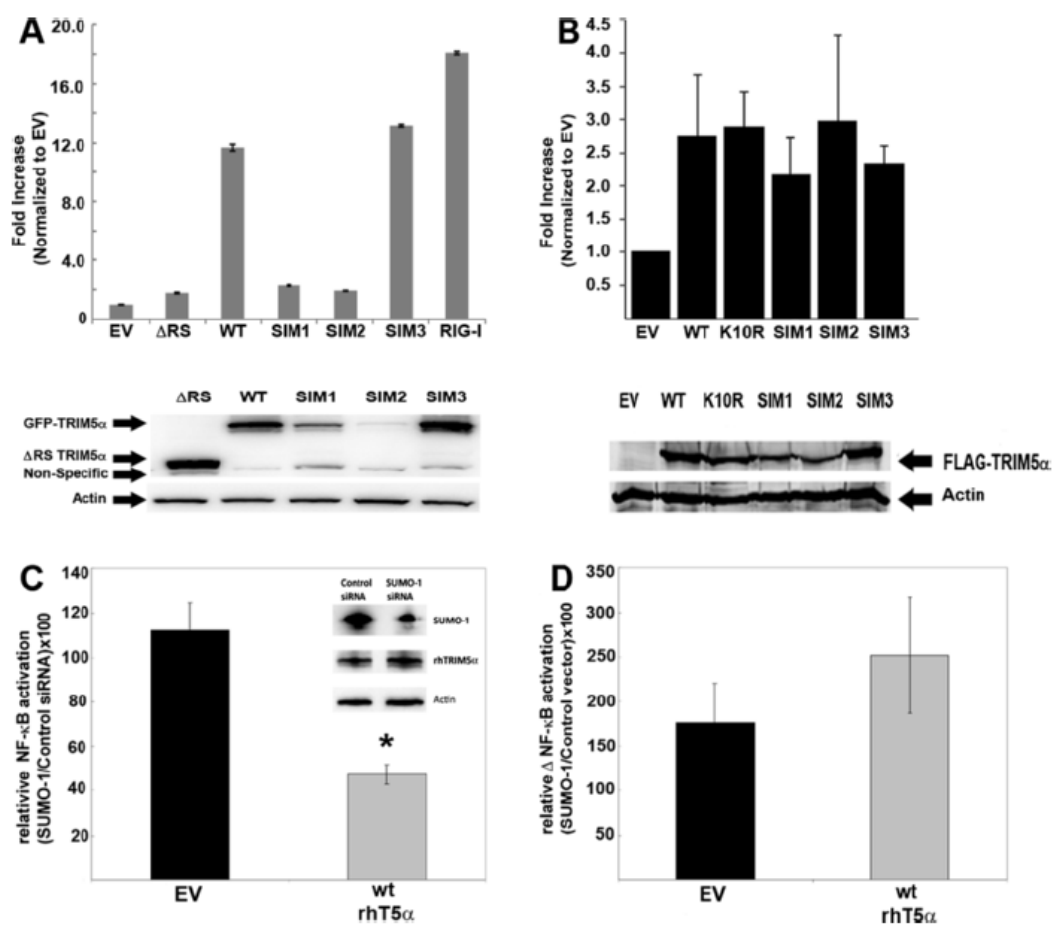 A
Fold Increase
(Normalized to EV)
20.0
16.0
12.0
4.0
2.0
0
EV ΔRS WT SIM1 SIM2 SIM3 RIG-I
ΔRS WT SIM1 SIM2 SIM3
GFP-TRIM5α
ΔRS TRIM5α
Non-Specific
Actin
B
Fold Increase
(Normalized to EV)
4.5
4.0
3.5
3.0
2.5
2.0
1.5
1.0
0.5
EV WT K10R SIM1 SIM2 SIM3
EV WT K10R SIM1 SIM2 SIM3
FLAG-TRIM5α
Actin
C
relatiive NF-κB activation
(SUMO-1/Control siRNA)x100
140
120
100
80
60
40
20
Control siRNA
SUMO-1 siRNA
SUMO-1
rhTRIM5α
Actin
*
EV
wt
rhT5α
D
relative Δ NF-κB activation
(SUMO-1/Control vector)x100
350
300
250
200
150
100
50
EV
wt
rhT5α